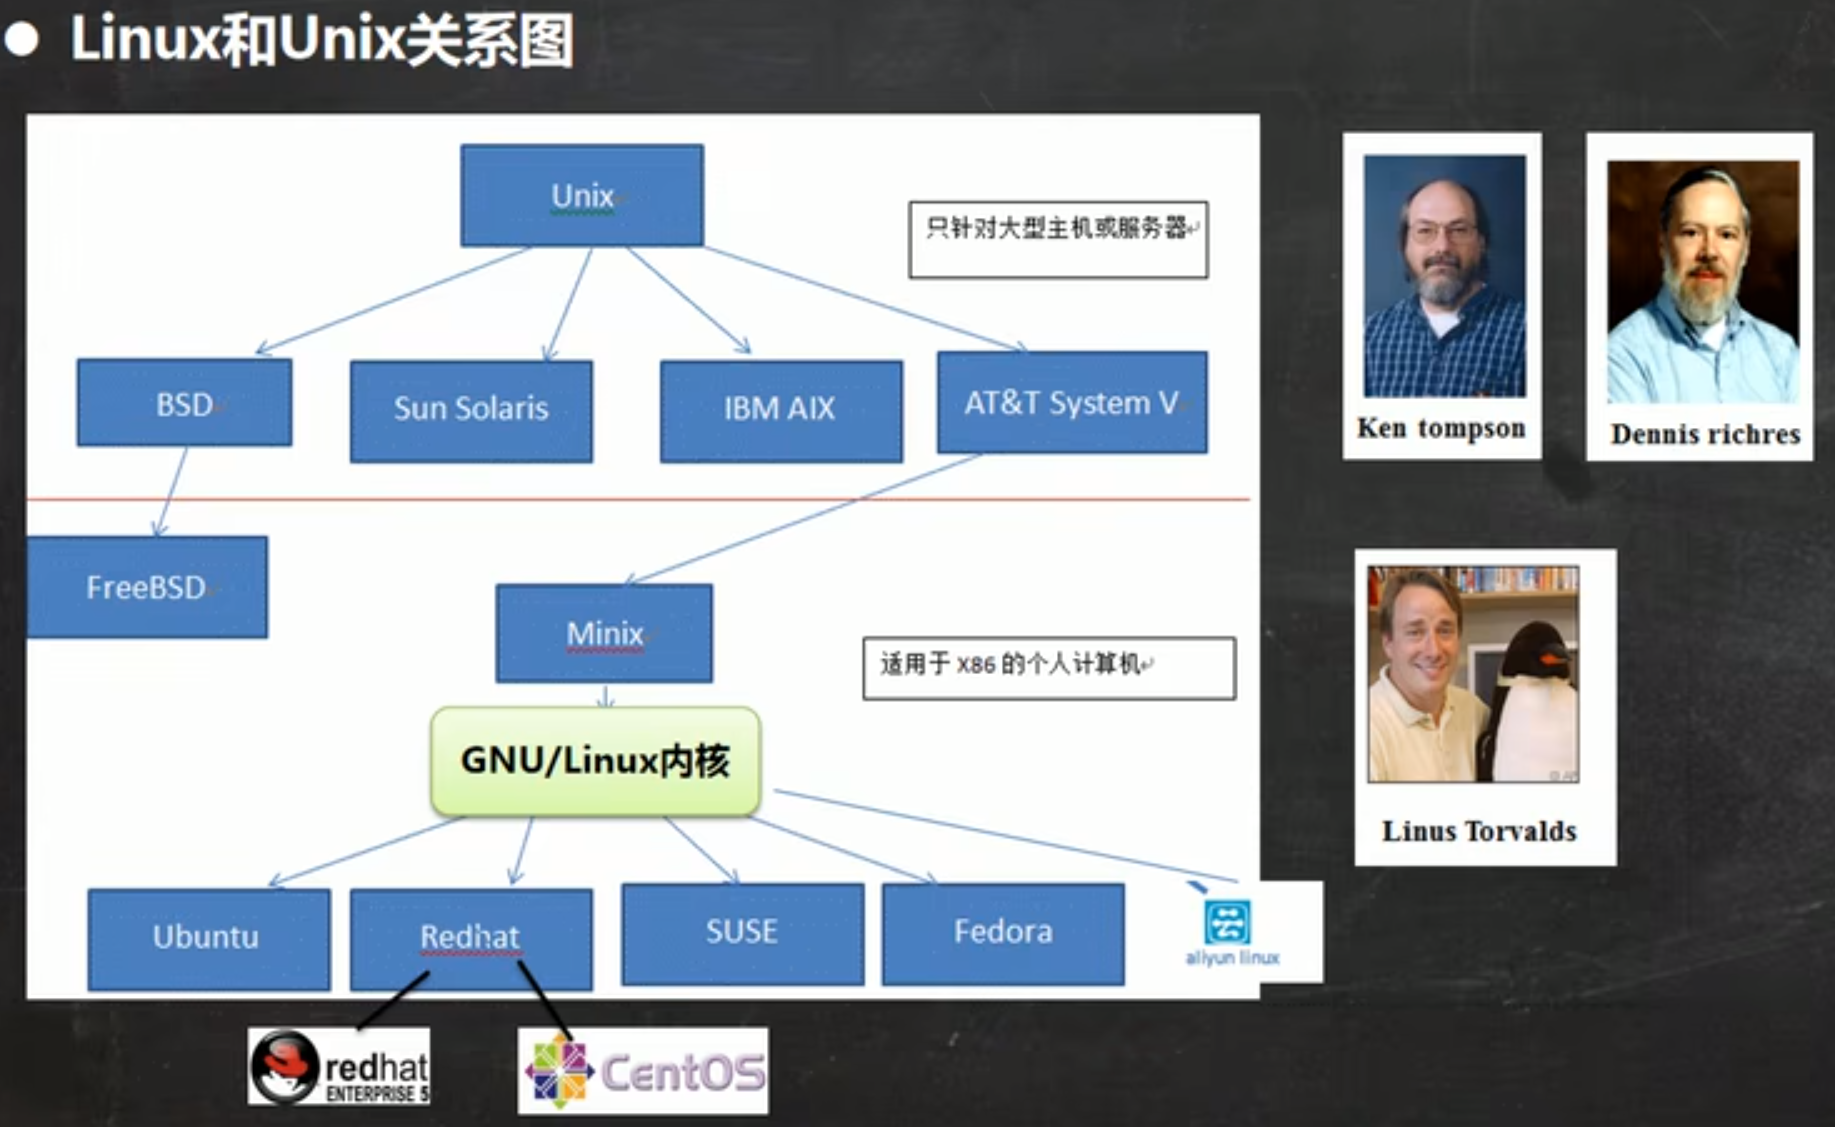 Linux和Unix关系图
Unix
只针对大型主机或服务器
BSD
Sun Solaris
IBM AIX
AT&T System V
Ken tompson
Dennis richres
FreeBSD
Minix
适用于 X86 的个人计算机
GNU/Linux内核
Linus Torvalds
Ubuntu
Redhat
SUSE
Fedora
aliyun linux
redhat
ENTERPRISE 5
CentOS